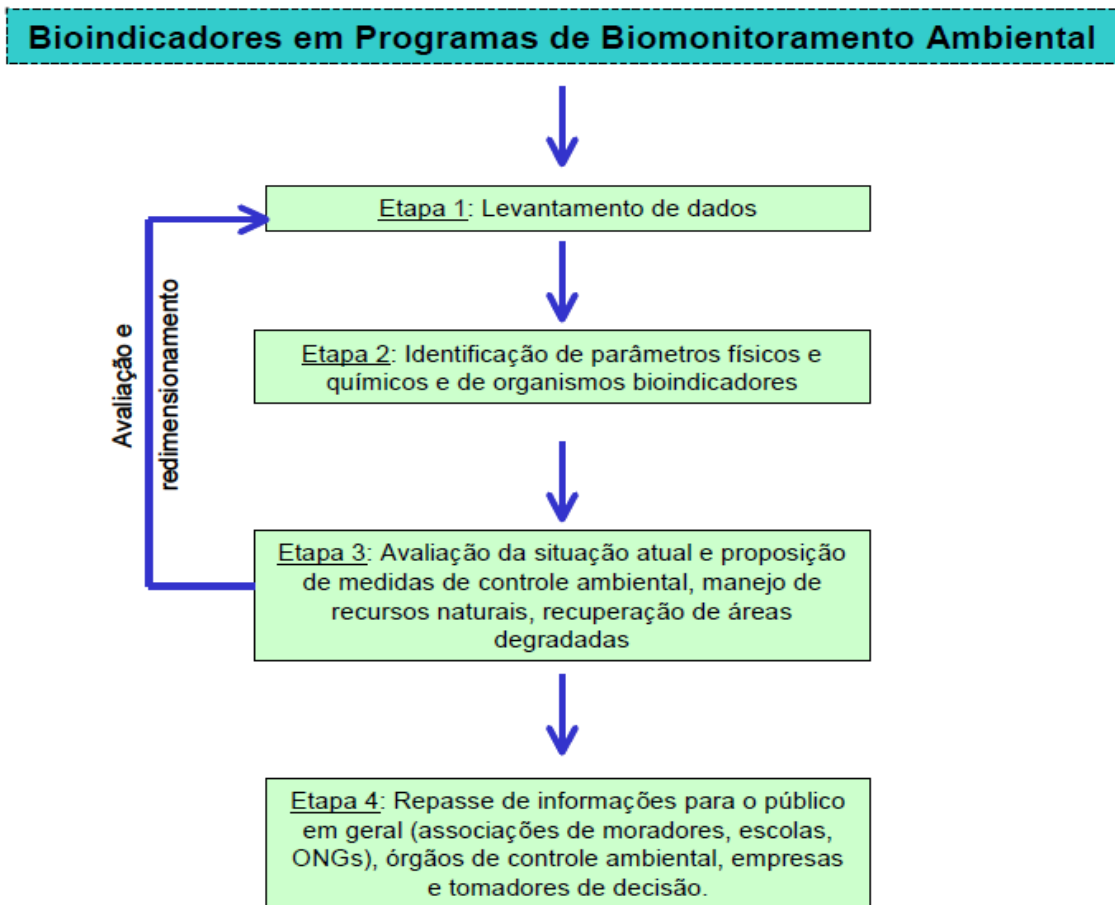 Bioindicadores em Programas de Biomonitoramento Ambiental
Etapa 1: Levantamento de dados
Avaliação e
redimensionamento
Etapa 2: Identificação de parâmetros físicos e
químicos e de organismos bioindicadores
Etapa 3: Avaliação da situação atual e proposição
de medidas de controle ambiental, manejo de
recursos naturais, recuperação de áreas
degradadas
Etapa 4: Repasse de informações para o público
em geral (associações de moradores, escolas,
ONGs), órgãos de controle ambiental, empresas
e tomadores de decisão.